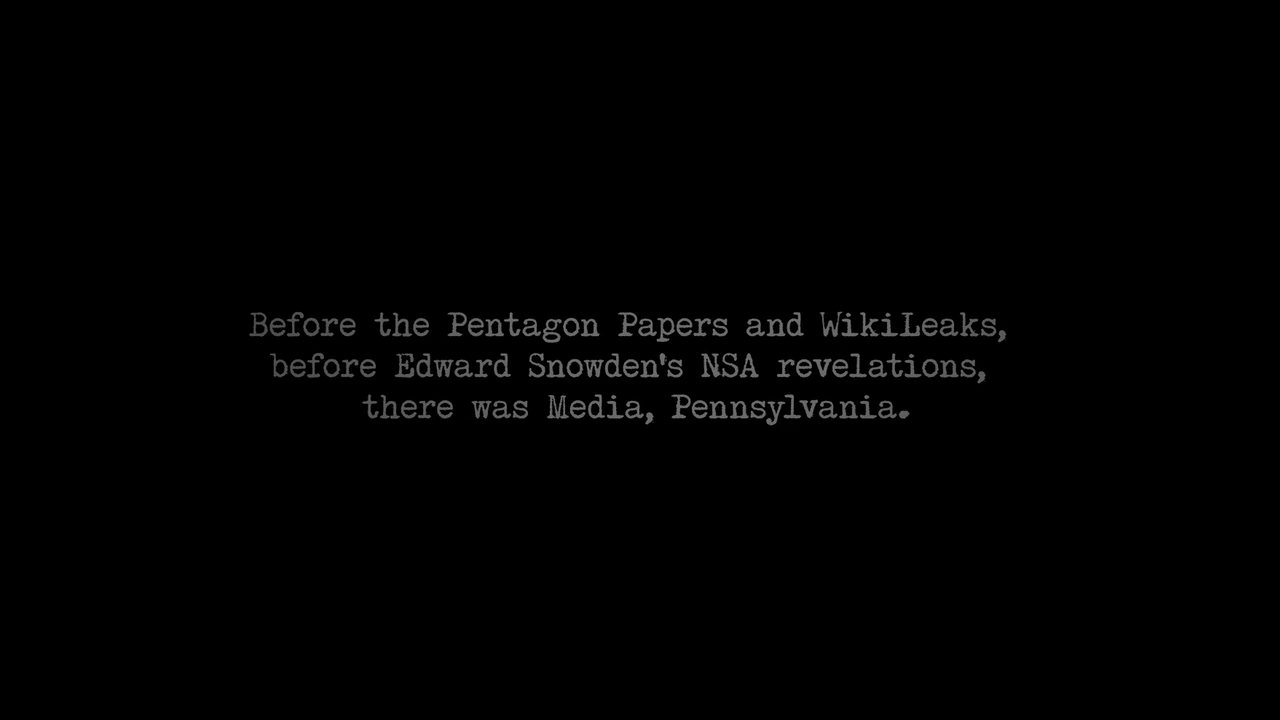 Before the Pentagon Papers and WikiLeaks,
before Edward Snowden's NSA revelations,
there was Media, Pennsylvania.